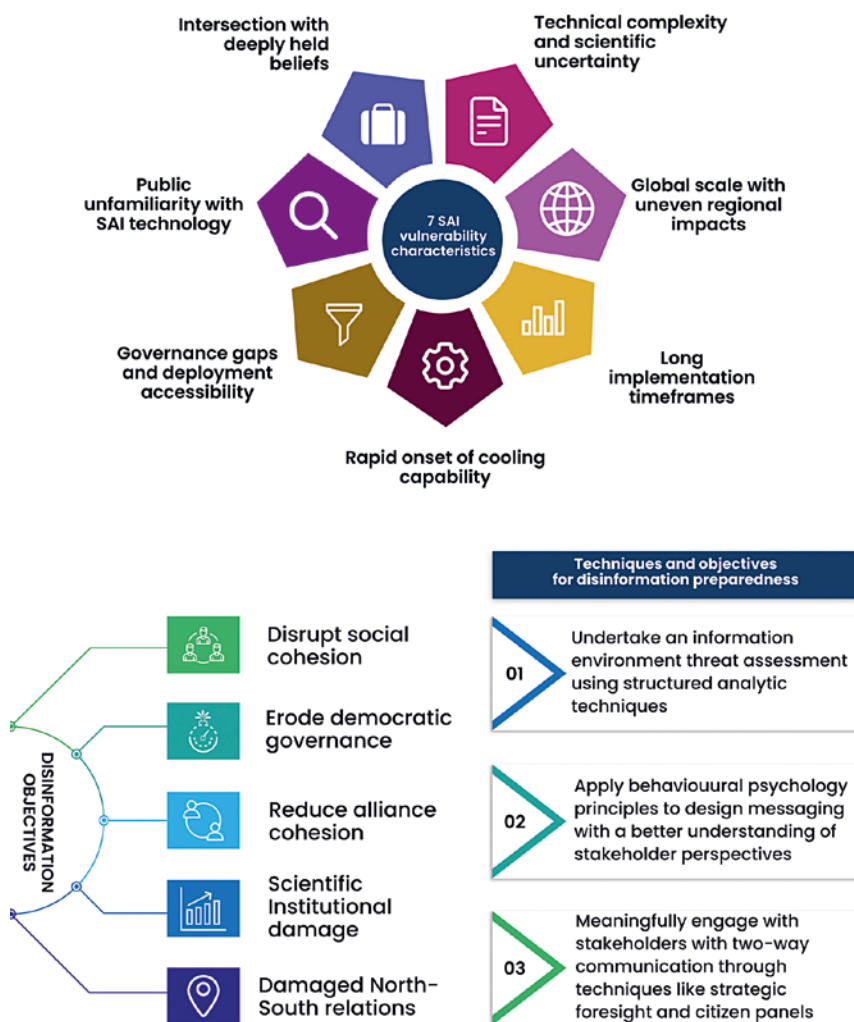 Intersection with
deeply held
beliefs
Technical complexity
and scientific
uncertainty
Public
unfamiliarity with
SAI technology
7 SAI
vulnerability
characteristics
Global scale with
uneven regional
impacts
Governance gaps
and deployment
accessibility
Long
implementation
timeframes
Rapid onset of cooling
capability
DISINFORMATION
OBJECTIVES
Disrupt social
cohesion
Erode democratic
governance
Reduce alliance
cohesion
Scientific
Institutional
damage
Damaged North-
South relations
Techniques and objectives
for disinformation preparedness
01
Undertake an information
environment threat assessment
using structured analytic
techniques
02
Apply behaviouural psychology
principles to design messaging
with a better understanding of
stakeholder perspectives
03
Meaningfully engage with
stakeholders with two-way
communication through
techniques like strategic
foresight and citizen panels